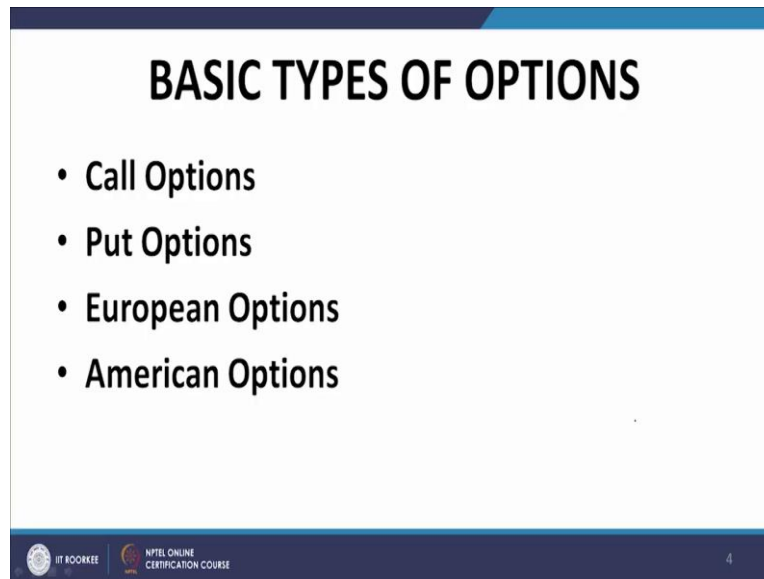 BASIC TYPES OF OPTIONS
• Call Options
• Put Options
• European Options
• American Options
IIT ROORKEE
NPTEL ONLINE
CERTIFICATION COURSE
4